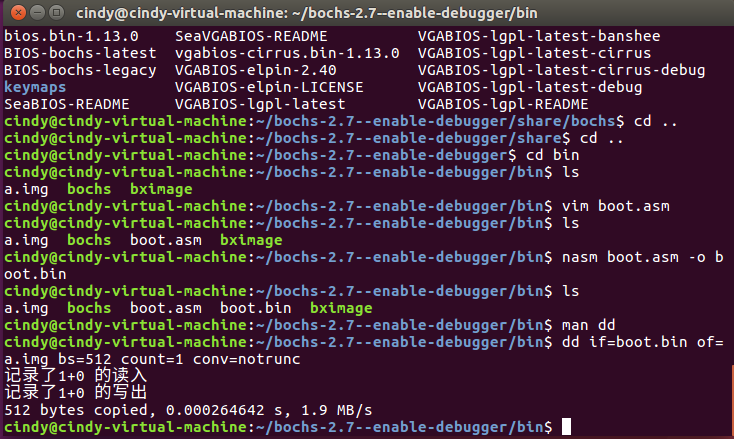 cindy@cindy-virtual-machine: ~/bochs-2.7--enable-debugger/bin
bios.bin-1.13.0 SeaVGABIOS-README VGABIOS-lgpl-latest-banshee
BIOS-bochs-latest vgabios-cirrus.bin-1.13.0 VGABIOS-lgpl-latest-cirrus
BIOS-bochs-legacy VGABIOS-elpin-2.40 VGABIOS-lgpl-latest-cirrus-debug
keymaps VGABIOS-elpin-LICENSE VGABIOS-lgpl-latest-debug
SeaBIOS-README VGABIOS-lgpl-latest VGABIOS-lgpl-README
cindy@cindy-virtual-machine:~/bochs-2.7--enable-debugger/share/bochs$ cd ..
cindy@cindy-virtual-machine:~/bochs-2.7--enable-debugger/share$ cd ..
cindy@cindy-virtual-machine:~/bochs-2.7--enable-debugger$ cd bin
cindy@cindy-virtual-machine:~/bochs-2.7--enable-debugger/bin$ ls
a.img bochs bximage
cindy@cindy-virtual-machine:~/bochs-2.7--enable-debugger/bin$ vim boot.asm
cindy@cindy-virtual-machine:~/bochs-2.7--enable-debugger/bin$ ls
a.img bochs boot.asm bximage
cindy@cindy-virtual-machine:~/bochs-2.7--enable-debugger/bin$ nasm boot.asm -o b
oot.bin
cindy@cindy-virtual-machine:~/bochs-2.7--enable-debugger/bin$ ls
a.img bochs boot.asm boot.bin bximage
cindy@cindy-virtual-machine:~/bochs-2.7--enable-debugger/bin$ man dd
cindy@cindy-virtual-machine:~/bochs-2.7--enable-debugger/bin$ dd if=boot.bin of=
a.img bs=512 count=1 conv=notrunc
记录了1+0 的读入
记录了1+0 的写出
512 bytes copied, 0.000264642 s, 1.9 MB/s
cindy@cindy-virtual-machine:~/bochs-2.7--enable-debugger/bin$